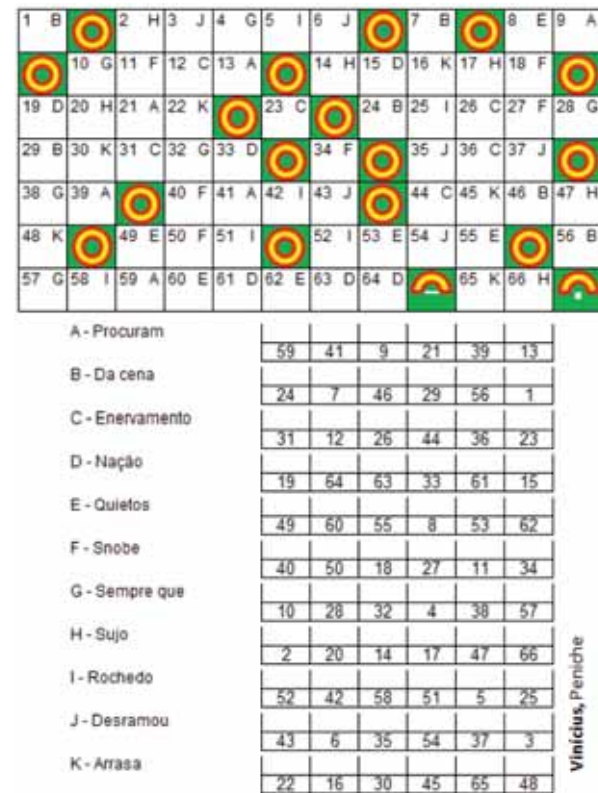 1 B 2 H 3 J 4 G 5 I 6 J 7 B 8 E 9 A
10 G 11 F 12 C 13 A 14 H 15 D 16 K 17 H 18 F
19 D 20 H 21 A 22 K 23 C 24 B 25 I 26 C 27 F 28 G
29 B 30 K 31 C 32 G 33 D 34 F 35 J 36 C 37 J
38 G 39 A 40 F 41 A 42 I 43 J 44 C 45 K 46 B 47 H
48 K 49 E 50 F 51 I 52 I 53 E 54 J 55 E 56 B
57 G 58 I 59 A 60 E 61 D 62 E 63 D 64 D 65 K 66 H
A - Procuram
59 41 9 21 39 13
B - Da cena
24 7 46 29 56 1
C - Enervamento
31 12 26 44 36 23
D - Nação
19 64 63 33 61 15
E - Quietos
49 60 55 8 53 62
F - Snobe
40 50 18 27 11 34
G - Sempre que
10 28 32 4 38 57
H - Sujo
2 20 14 17 47 66
I - Rochedo
52 42 58 51 5 25
J - Desramou
43 6 35 54 37 3
K - Arrasa
22 16 30 45 65 48
Vinícius, Peniche